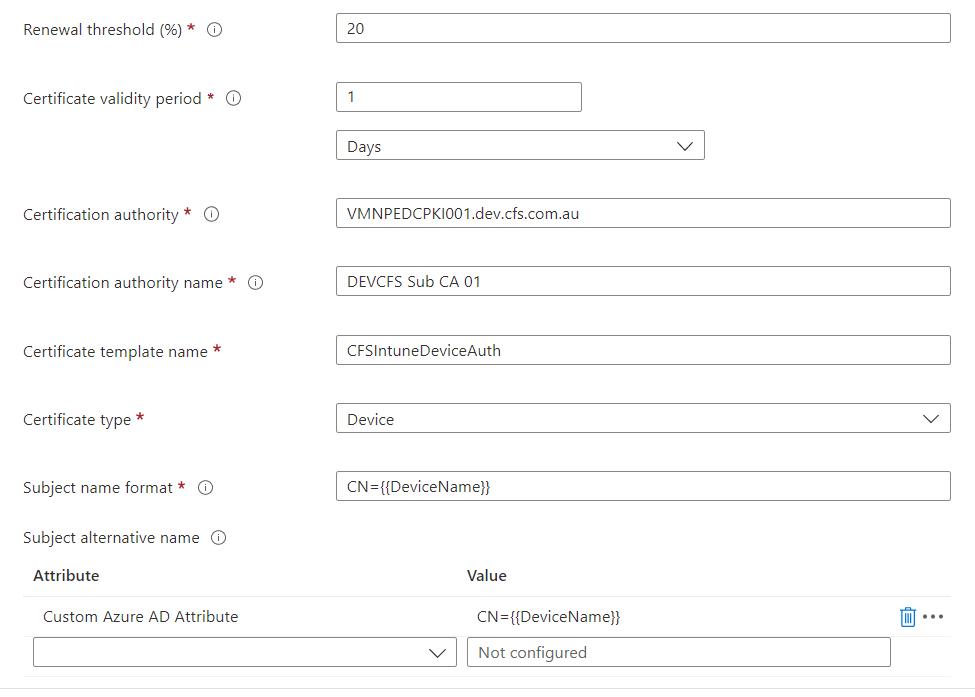 Renewal threshold (%) * 20
Certificate validity period * 1
Days
Certification authority * VMNPEDCPKI001.dev.cfs.com.au
Certification authority name * DEVCFS Sub CA 01
Certificate template name * CFSIntuneDeviceAuth
Certificate type * Device
Subject name format * CN={{DeviceName}}
Subject alternative name
Attribute Value
Custom Azure AD Attribute CN={{DeviceName}}
Not configured